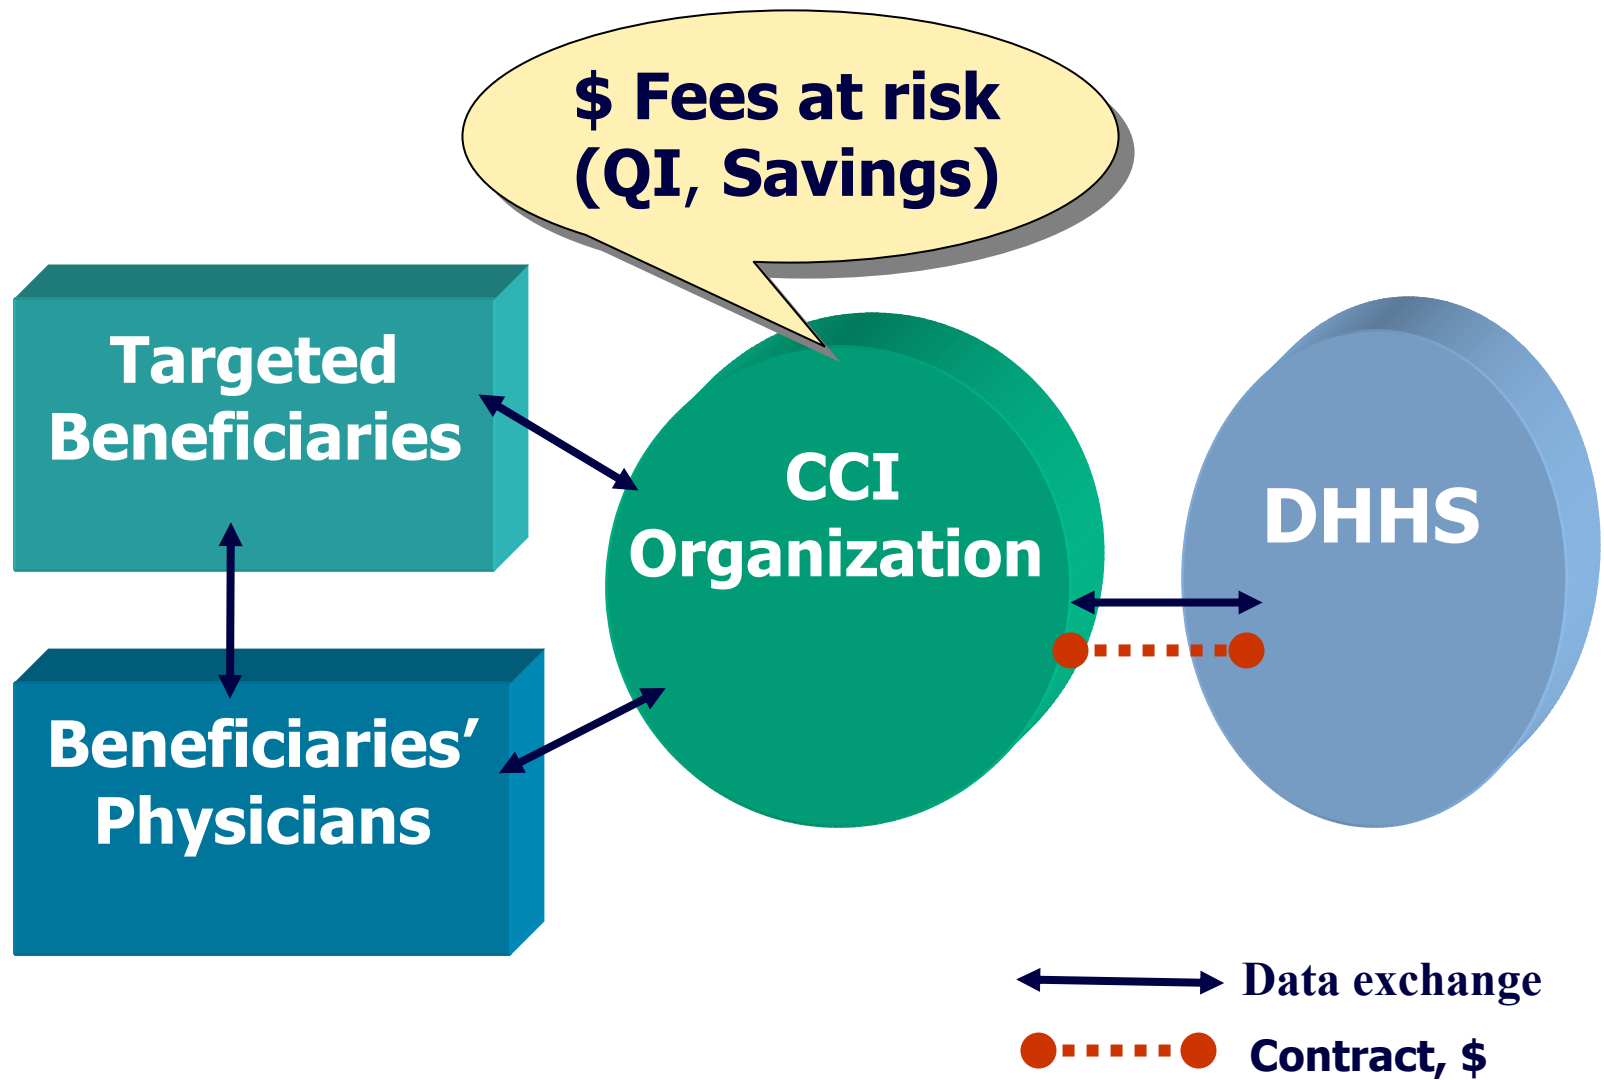 $ Fees at risk
(QI, Savings)
Targeted
Beneficiaries
CCI
Organization
DHHS
Beneficiaries’
Physicians
Data exchange
Contract, $